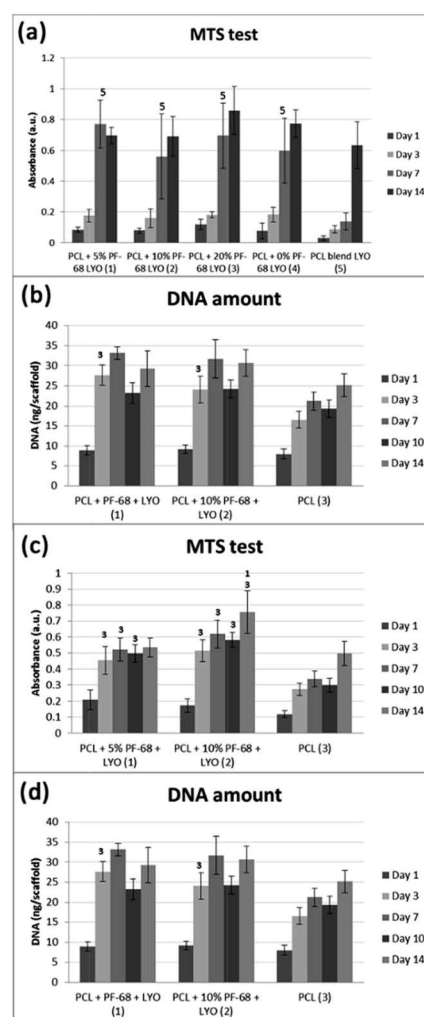 (a)
MTS test
1.2
1
0.8
0.6
0.4
0.2
0
Absorbance (a.u.)
5
5
5
5
PCL + 5% PF-
68 LYO (1)
PCL + 10% PF-
68 LYO (2)
PCL + 20% PF-
68 LYO (3)
PCL + 0% PF-
68 LYO (4)
PCL blend LYO
(5)
Day 1
Day 3
Day 7
Day 14
(b)
DNA amount
40
35
30
25
20
15
10
5
0
DNA (ng/scaffold)
3
3
PCL + PF-68 + LYO
(1)
PCL + 10% PF-68 +
LYO (2)
PCL (3)
Day 1
Day 3
Day 7
Day 10
Day 14
(c)
MTS test
1
0.9
0.8
0.7
0.6
0.5
0.4
0.3
0.2
0.1
0
Absorbance (a.u.)
3
3
3
3
3
3
1
3
PCL + 5% PF-68 +
LYO (1)
PCL + 10% PF-68 +
LYO (2)
PCL (3)
Day 1
Day 3
Day 7
Day 10
Day 14
(d)
DNA amount
40
35
30
25
20
15
10
5
0
DNA (ng/scaffold)
3
3
PCL + PF-68 + LYO
(1)
PCL + 10% PF-68 +
LYO (2)
PCL (3)
Day 1
Day 3
Day 5
Day 10
Day 14